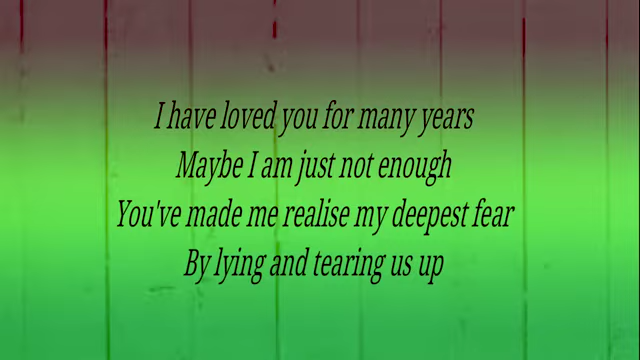 I have loved you for many years
Maybe I am just not enough
You've made me realise my deepest fear
By lying and tearing us up